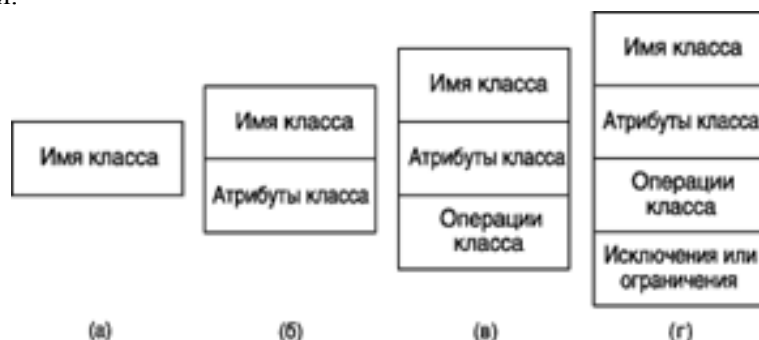 Имя класса
Имя класса
Атрибуты класса
Имя класса
Атрибуты класса
Операции
класса
Имя класса
Атрибуты класса
Операции
класса
Исключения или
ограничения
(а)
(б)
(в)
(г)